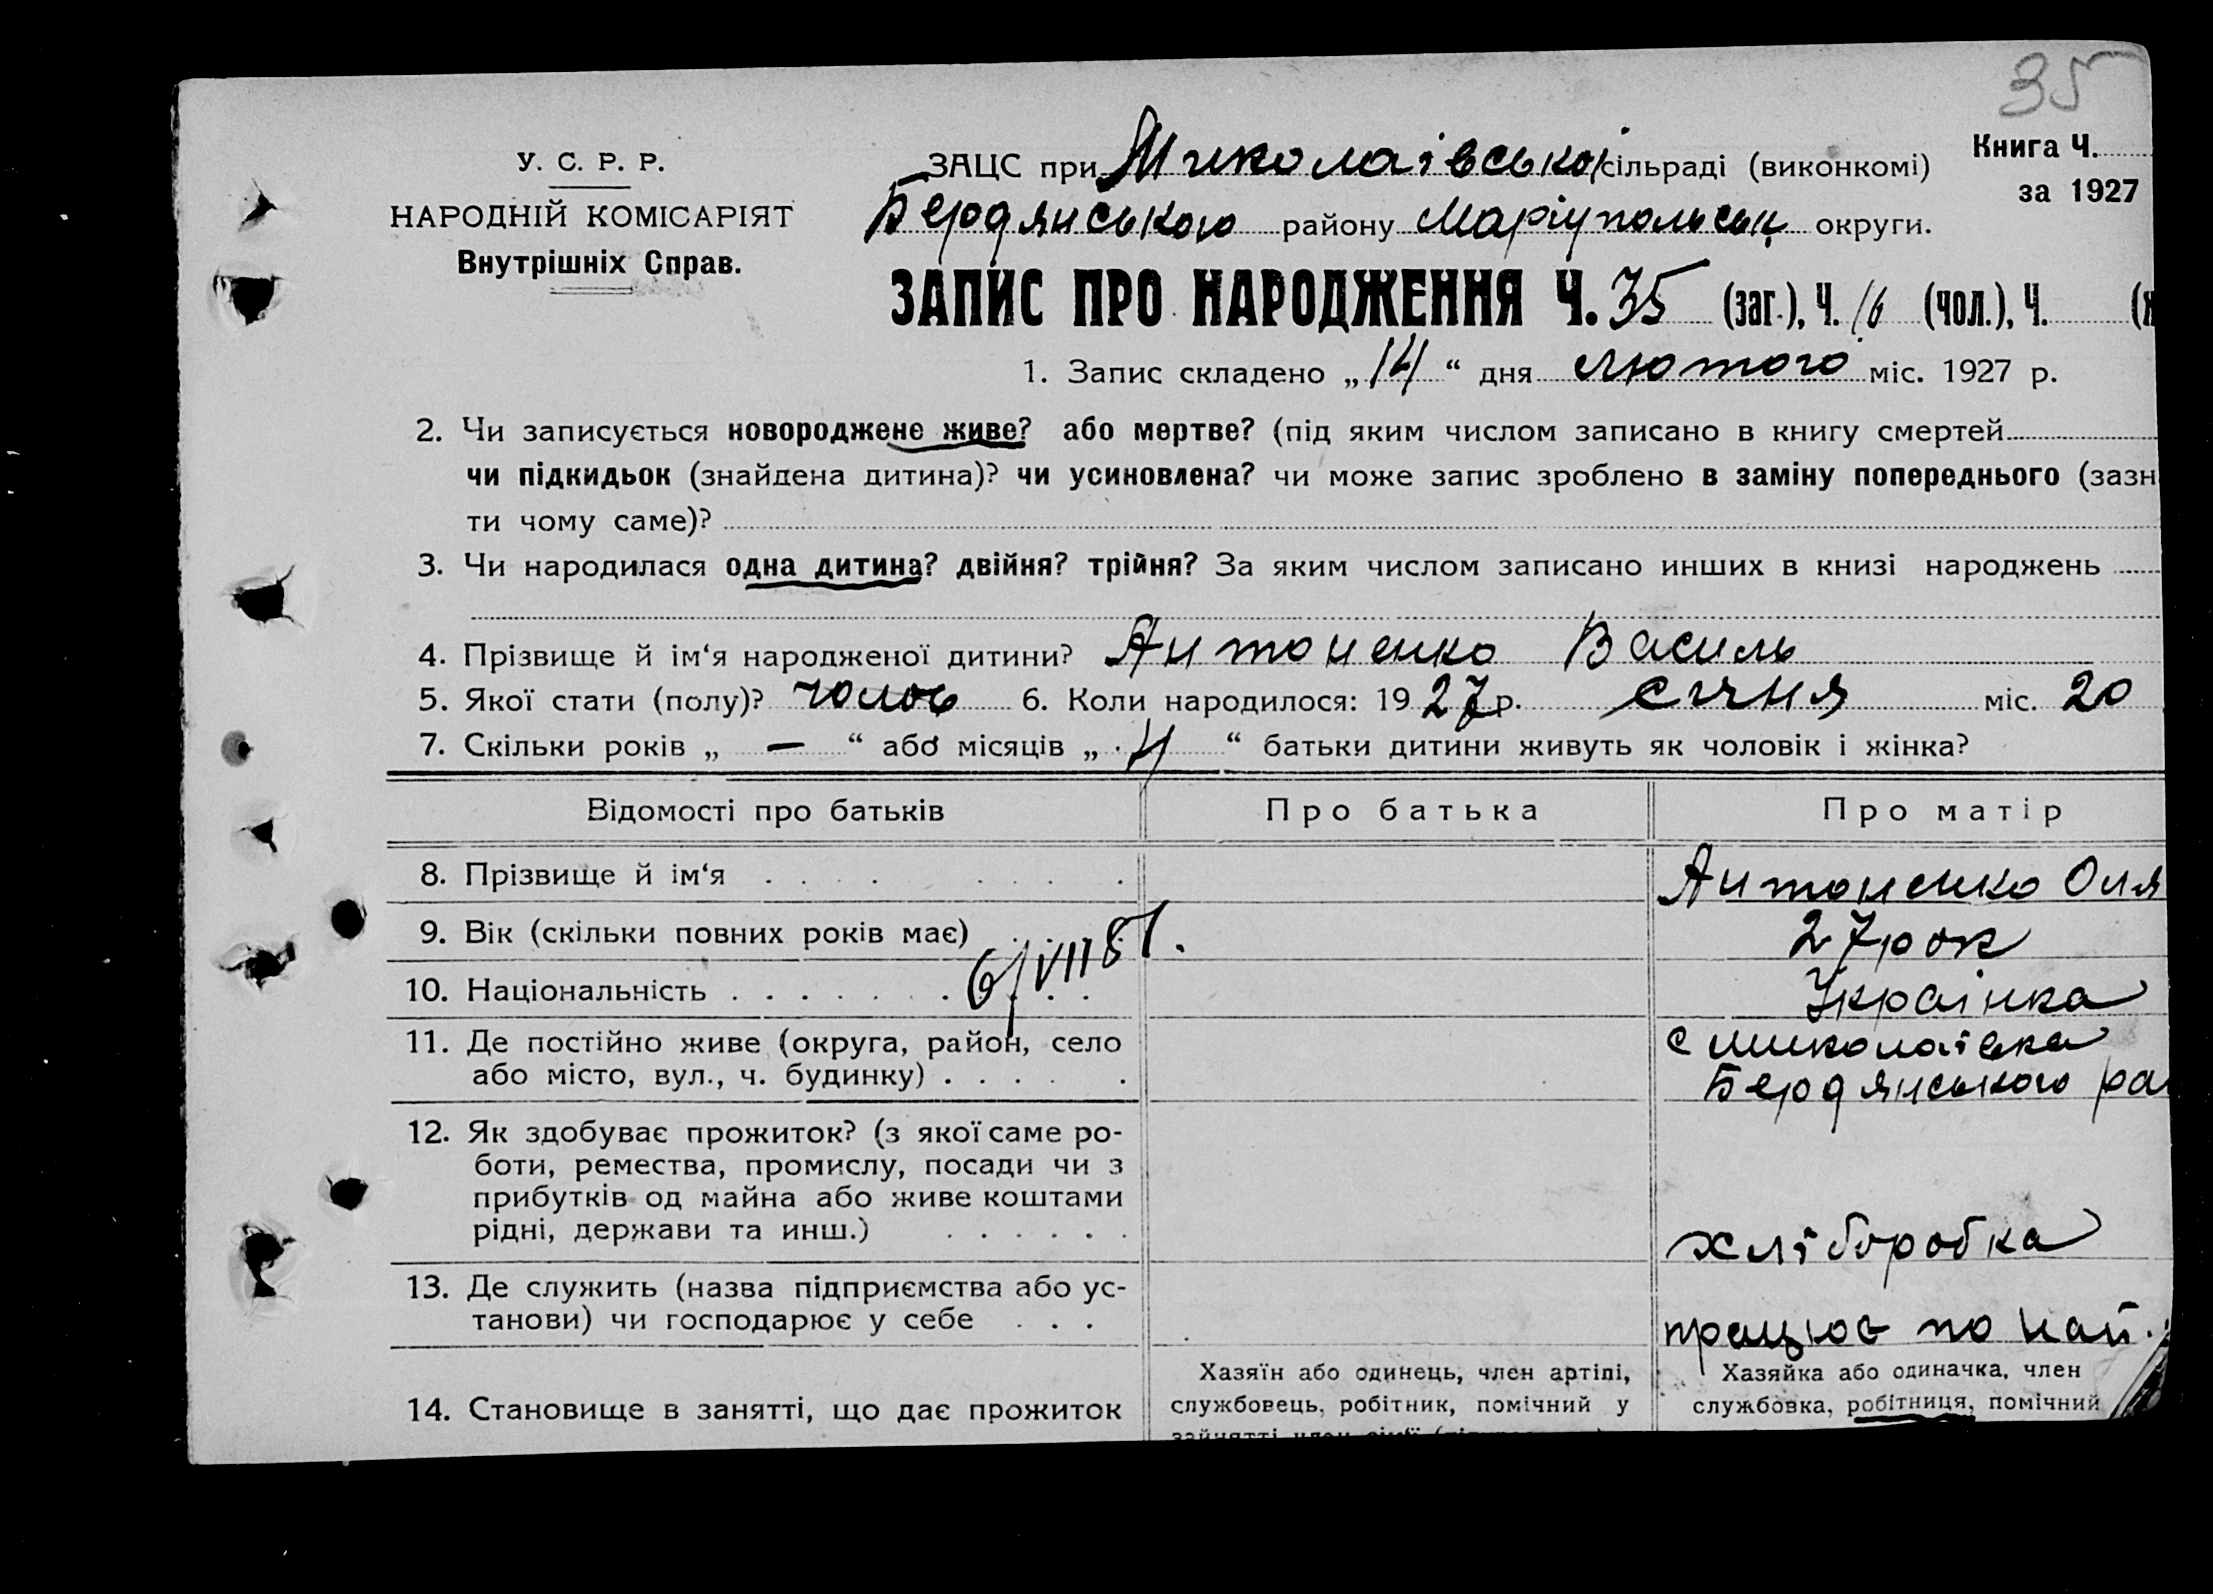 35
У. С. Р. Р.
НАРОДНІЙ КОМІСАРІЯТ
Внутрішніх Справ.
ЗАЦС при Миколаівській сільраді (виконкомі)
Бердянського району Маріупольськ округи.
Книга Ч.
за 1927
ЗАПИС ПРО НАРОДЖЕННЯ Ч. 35 (заг.), Ч. 16 (чол.), Ч.
1. Запис складено „14“ дня лютого міс. 1927 р.
2. Чи записується новороджене живе? або мертве? (під яким числом записано в книгу смертей
чи підкидьок (знайдена дитина)? чи усиновлена? чи може запис зроблено в заміну попереднього (зазн
ти чому саме)?
3. Чи народилася одна дитина? двійня? трійня? За яким числом записано инших в книзі народжень
4. Прізвище й ім‘я народженої дитини? Антоненко Василь
5. Якої стати (полу)? чолов 6. Коли народилося: 1927 р. січня міс. 20
7. Скільки років „ — “ або місяців „ 4 “ батьки дитини живуть як чоловік і жінка?
Відомості про батьків Про батька Про матір
8. Прізвище й ім‘я Антоненко Оля
9. Вік (скільки повних років має) 27 рок
6/VII 81.
10. Національність Украінка
11. Де постійно живе (округа, район, село с Миколаівка
або місто, вул., ч. будинку) Бердянського ра
12. Як здобуває прожиток? (з якої саме ро-
боти, ремества, промислу, посади чи з
прибутків од майна або живе коштами
рідні, держави та инш.) хліборобка
13. Де служить (назва підприємства або ус-
танови) чи господарює у себе працює по най.
14. Становище в занятті, що дає прожиток
Хазяїн або одинець, член артілі,
службовець, робітник, помічний у
зайнятті член
Хазяйка або одиначка, член
службовка, робітниця, помічний